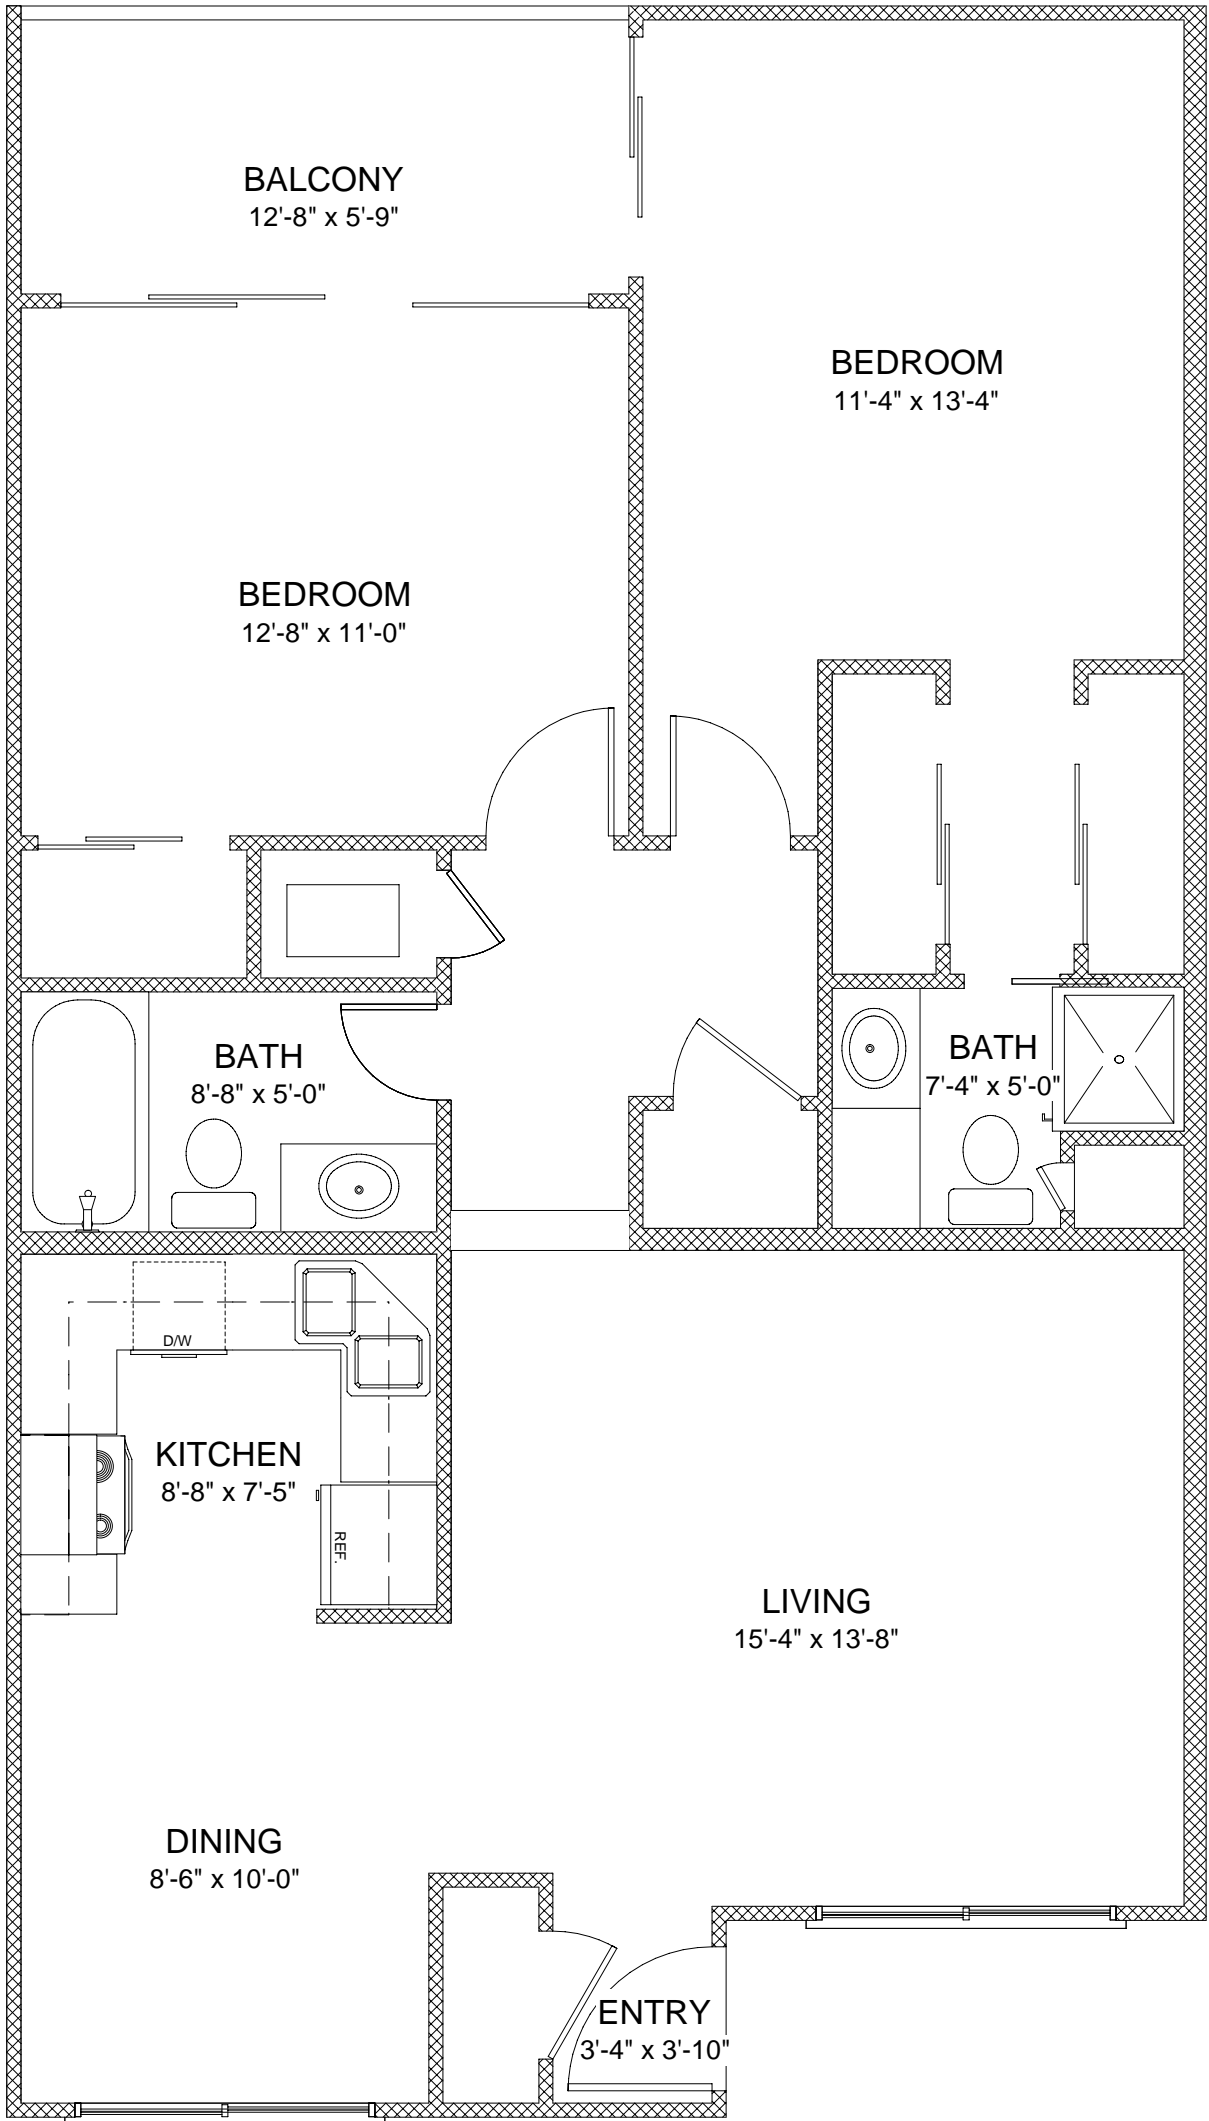 BALCONY
12'-8" x 5'-9"
BEDROOM
11'-4" x 13'-4"
BEDROOM
12'-8" x 11'-0"
BATH
8'-8" x 5'-0"
BATH
7'-4" x 5'-0"
D/W
KITCHEN
8'-8" x 7'-5"
REF.
LIVING
15'-4" x 13'-8"
DINING
8'-6" x 10'-0"
ENTRY
3'-4" x 3'-10"